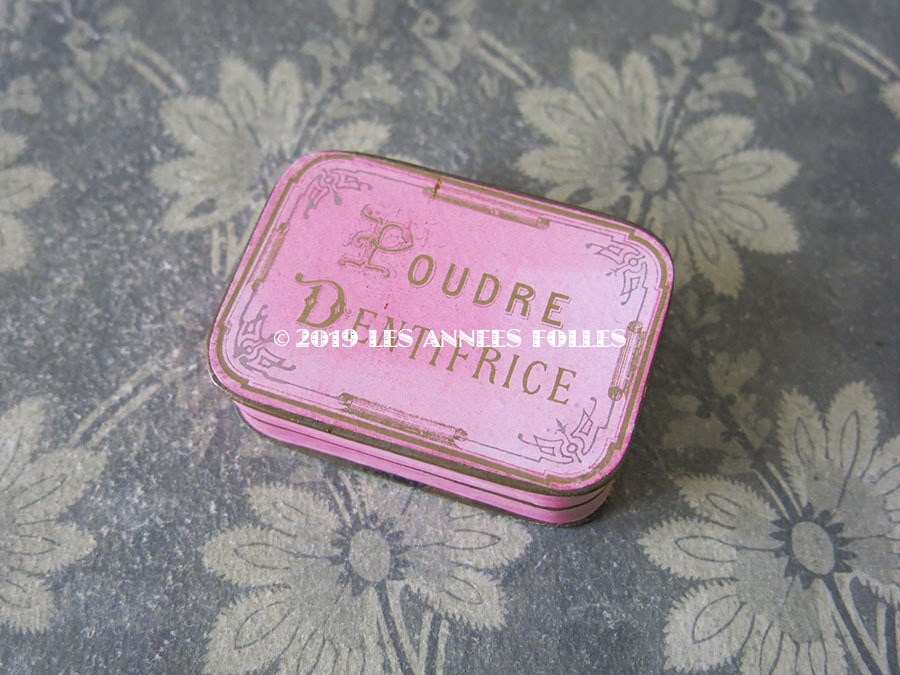 POUDRE
DENTIFRICE
© 2019 LES ANNEES FOLLES